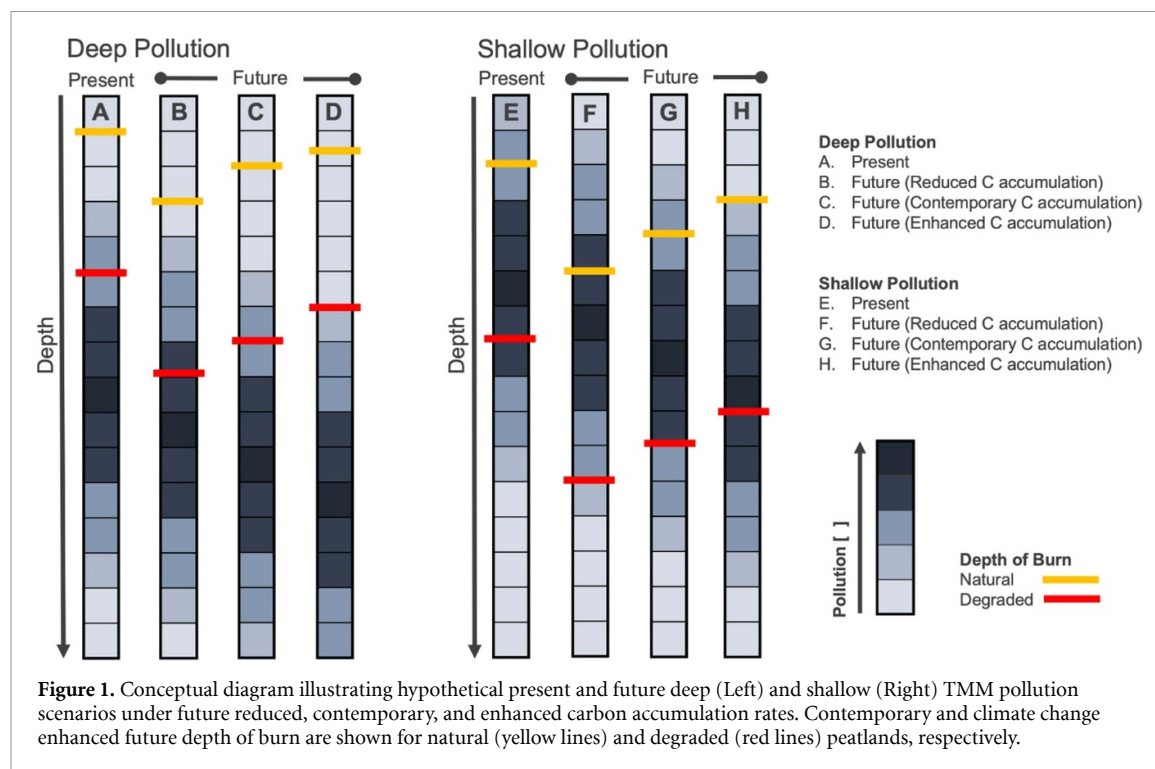 Deep Pollution
Present
Future
A
B
C
D
Depth
Shallow Pollution
Present
Future
E
F
G
H
Depth
Deep Pollution
A. Present
B. Future (Reduced C accumulation)
C. Future (Contemporary C accumulation)
D. Future (Enhanced C accumulation)
Shallow Pollution
E. Present
F. Future (Reduced C accumulation)
G. Future (Contemporary C accumulation)
H. Future (Enhanced C accumulation)
Pollution [ ]
Depth of Burn
Natural
Degraded
Figure 1. Conceptual diagram illustrating hypothetical present and future deep (Left) and shallow (Right) TMM pollution
scenarios under future reduced, contemporary, and enhanced carbon accumulation rates. Contemporary and climate change
enhanced future depth of burn are shown for natural (yellow lines) and degraded (red lines) peatlands, respectively.